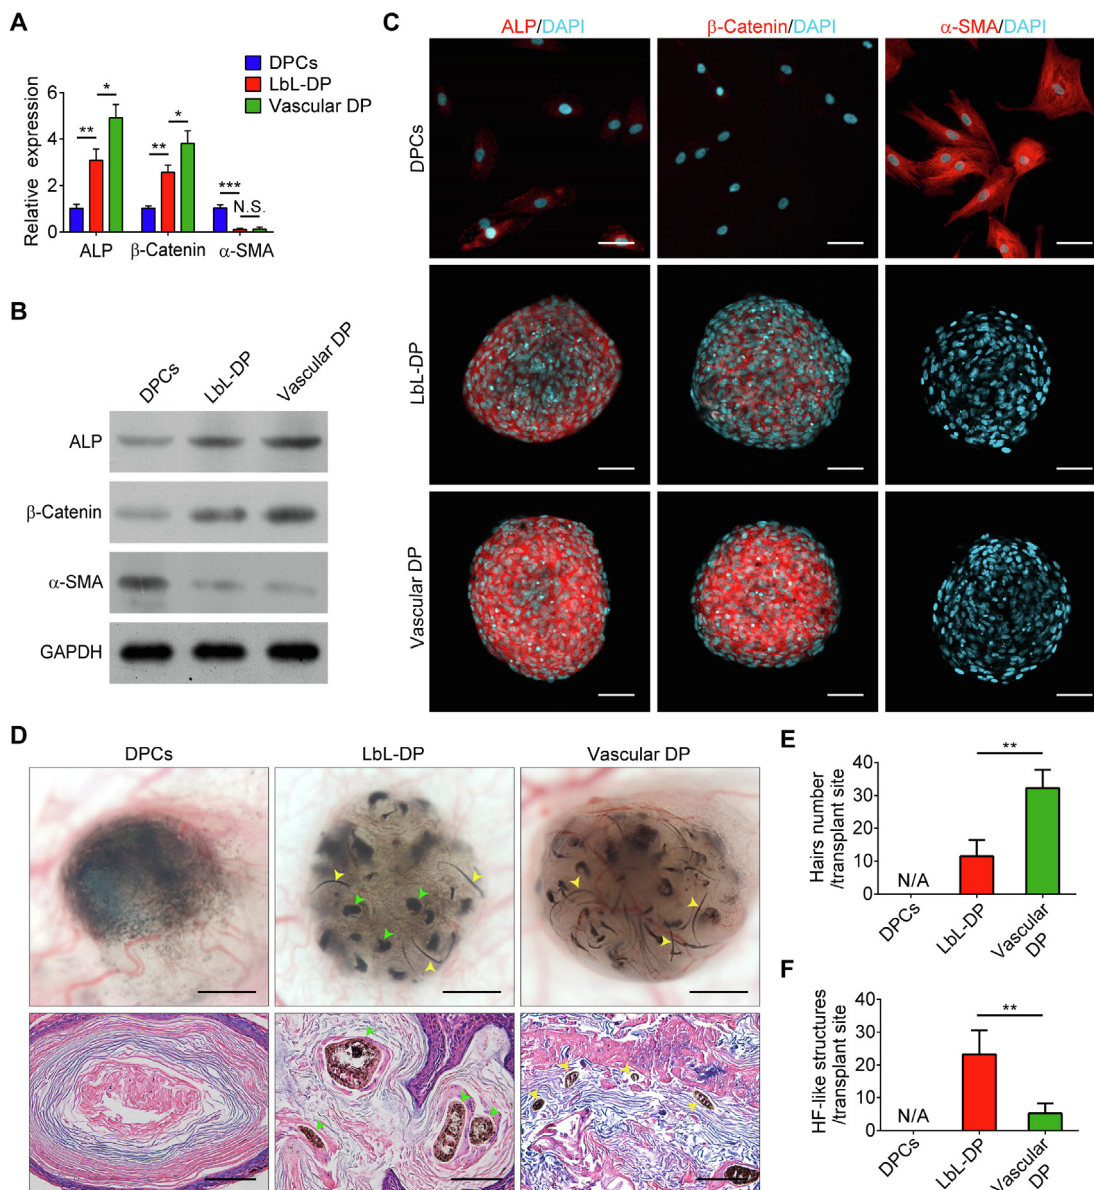 A
DPCs
LbL-DP
Vascular DP
Relative expression
6
4
2
0
**
*
**
*
***
N.S.
ALP
β-Catenin
α-SMA
B
DPCs
LbL-DP
Vascular DP
ALP
β-Catenin
α-SMA
GAPDH
C
ALP/DAPI
β-Catenin/DAPI
α-SMA/DAPI
DPCs
LbL-DP
Vascular DP
D
DPCs
LbL-DP
Vascular DP
E
Hairs number
/transplant site
40
30
20
10
0
N/A
**
DPCs
LbL-DP
Vascular
DP
F
HF-like structures
/transplant site
40
30
20
10
0
N/A
**
DPCs
LbL-DP
Vascular
DP